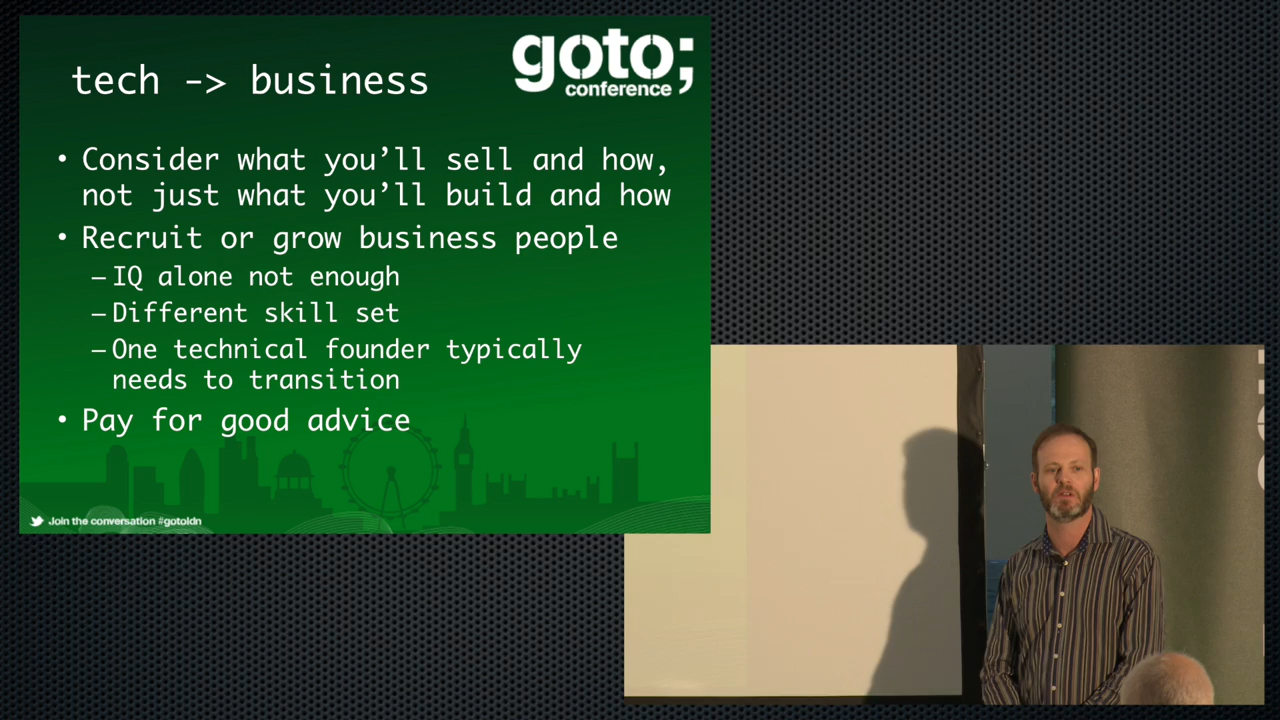 goto;
conference
tech -> business
• Consider what you’ll sell and how,
not just what you’ll build and how
• Recruit or grow business people
– IQ alone not enough
– Different skill set
– One technical founder typically
needs to transition
• Pay for good advice
Join the conversation #gotoldn